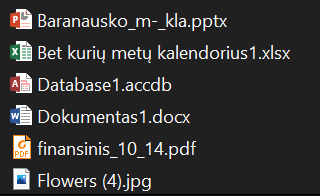 Baranausko_m-_kla.pptx
Bet kurių metų kalendorius1.xlsx
Database1.accdb
Dokumentas1.docx
finansinis_10_14.pdf
Flowers (4).jpg